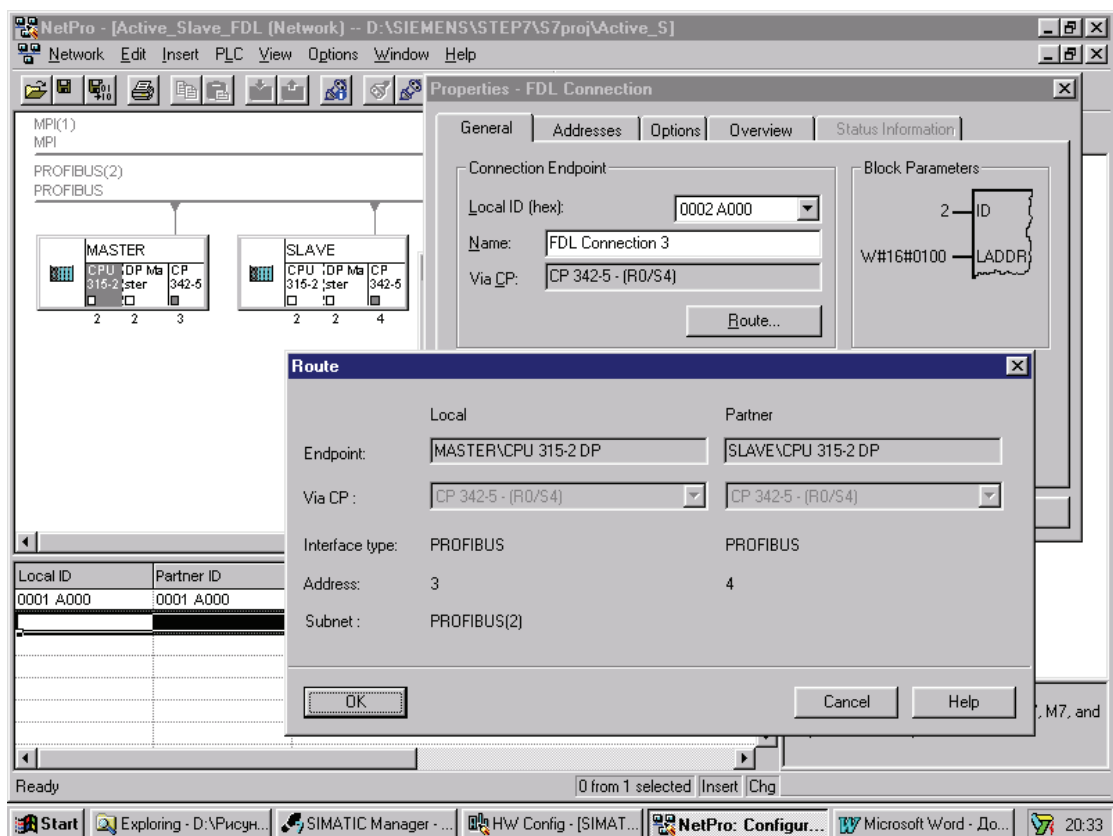 NetPro - [Active_Slave_FDL (Network) -- D:\SIEMENS\STEP7\S7proj\Active_S]
Network Edit Insert PLC View Options Window Help
Properties - FDL Connection
General Addresses Options Overview Status Information
MPI(1)
MPI
PROFIBUS(2)
PROFIBUS
MASTER
CPU 315-2
DP Master
CP 342-5
2 2 3
SLAVE
CPU 315-2
DP Master
CP 342-5
2 2 4
Connection Endpoint
Local ID (hex): 0002 A000
Name: FDL Connection 3
Via CP: CP 342-5 - (R0/S4)
Route...
Block Parameters
2 ID
W#16#0100 LADDR
Route
Local Partner
Endpoint: MASTER\CPU 315-2 DP SLAVE\CPU 315-2 DP
Via CP : CP 342-5 - (R0/S4) CP 342-5 - (R0/S4)
Interface type: PROFIBUS PROFIBUS
Address: 3 4
Subnet : PROFIBUS(2)
OK Cancel Help
Local ID Partner ID
0001 A000 0001 A000
, M7, and
Ready 0 from 1 selected Insert Chg
Start Exploring - D:\Рисун... SIMATIC Manager - ... HW Config - [SIMAT... NetPro: Configur... Microsoft Word - До... 20:33